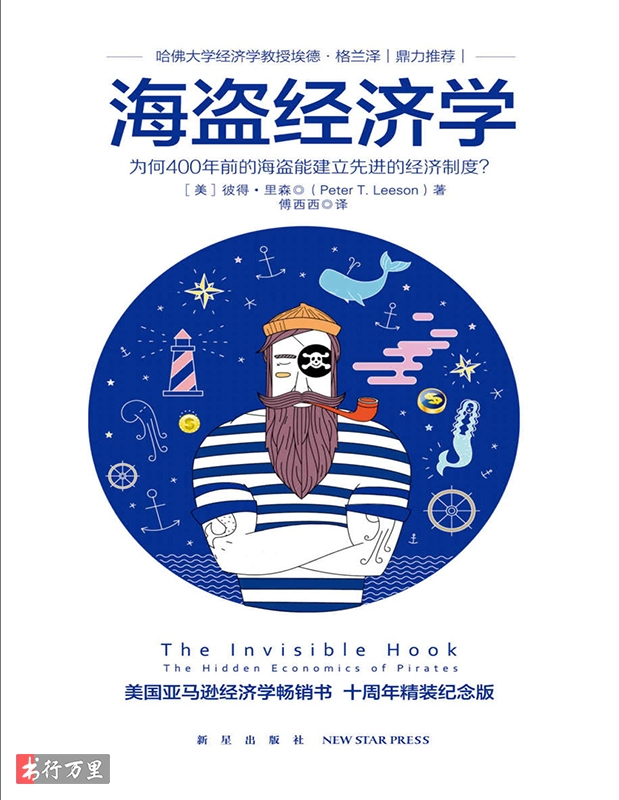 哈佛大学经济学教授埃德·格兰泽|鼎力推荐|
海盗经济学
为何400年前的海盗能建立先进的经济制度?
[美]彼得·里森◎(Peter T. Leeson)著
傅西西◎译
$
$
The Invisible Hook
The Hidden Economics of Pirates
美国亚马逊经济学畅销书 十周年精装纪念版
新星出版社 NEW STAR PRESS
书行万里